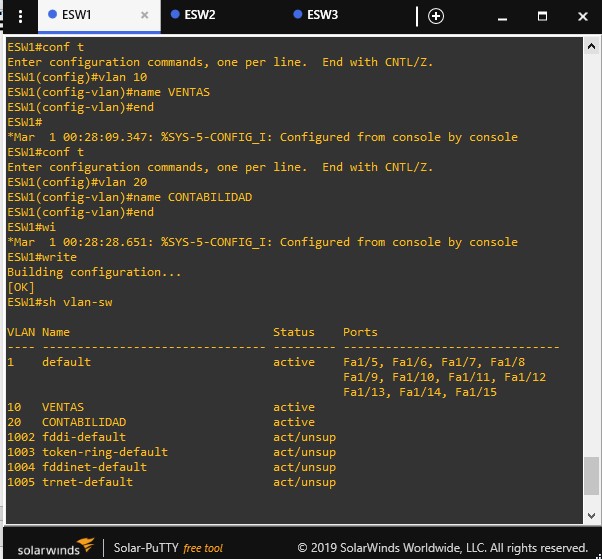 ESW1 × ESW2 ESW3
ESW1#conf t
Enter configuration commands, one per line.  End with CNTL/Z.
ESW1(config)#vlan 10
ESW1(config-vlan)#name VENTAS
ESW1(config-vlan)#end
ESW1#
*Mar  1 00:28:09.347: %SYS-5-CONFIG_I: Configured from console by console
ESW1#conf t
Enter configuration commands, one per line.  End with CNTL/Z.
ESW1(config)#vlan 20
ESW1(config-vlan)#name CONTABILIDAD
ESW1(config-vlan)#end
ESW1#wi
*Mar  1 00:28:28.651: %SYS-5-CONFIG_I: Configured from console by console
ESW1#write
Building configuration...
[OK]
ESW1#sh vlan-sw
VLAN Name                             Status    Ports
---- -------------------------------- --------- -------------------------------
1    default                          active    Fa1/5, Fa1/6, Fa1/7, Fa1/8
                                                Fa1/9, Fa1/10, Fa1/11, Fa1/12
                                                Fa1/13, Fa1/14, Fa1/15
10   VENTAS                           active
20   CONTABILIDAD                     active
1002 fddi-default                     act/unsup
1003 token-ring-default               act/unsup
1004 fddinet-default                  act/unsup
1005 trnet-default                    act/unsup
solarwinds | Solar-PuTTY free tool © 2019 SolarWinds Worldwide, LLC. All rights reserved.